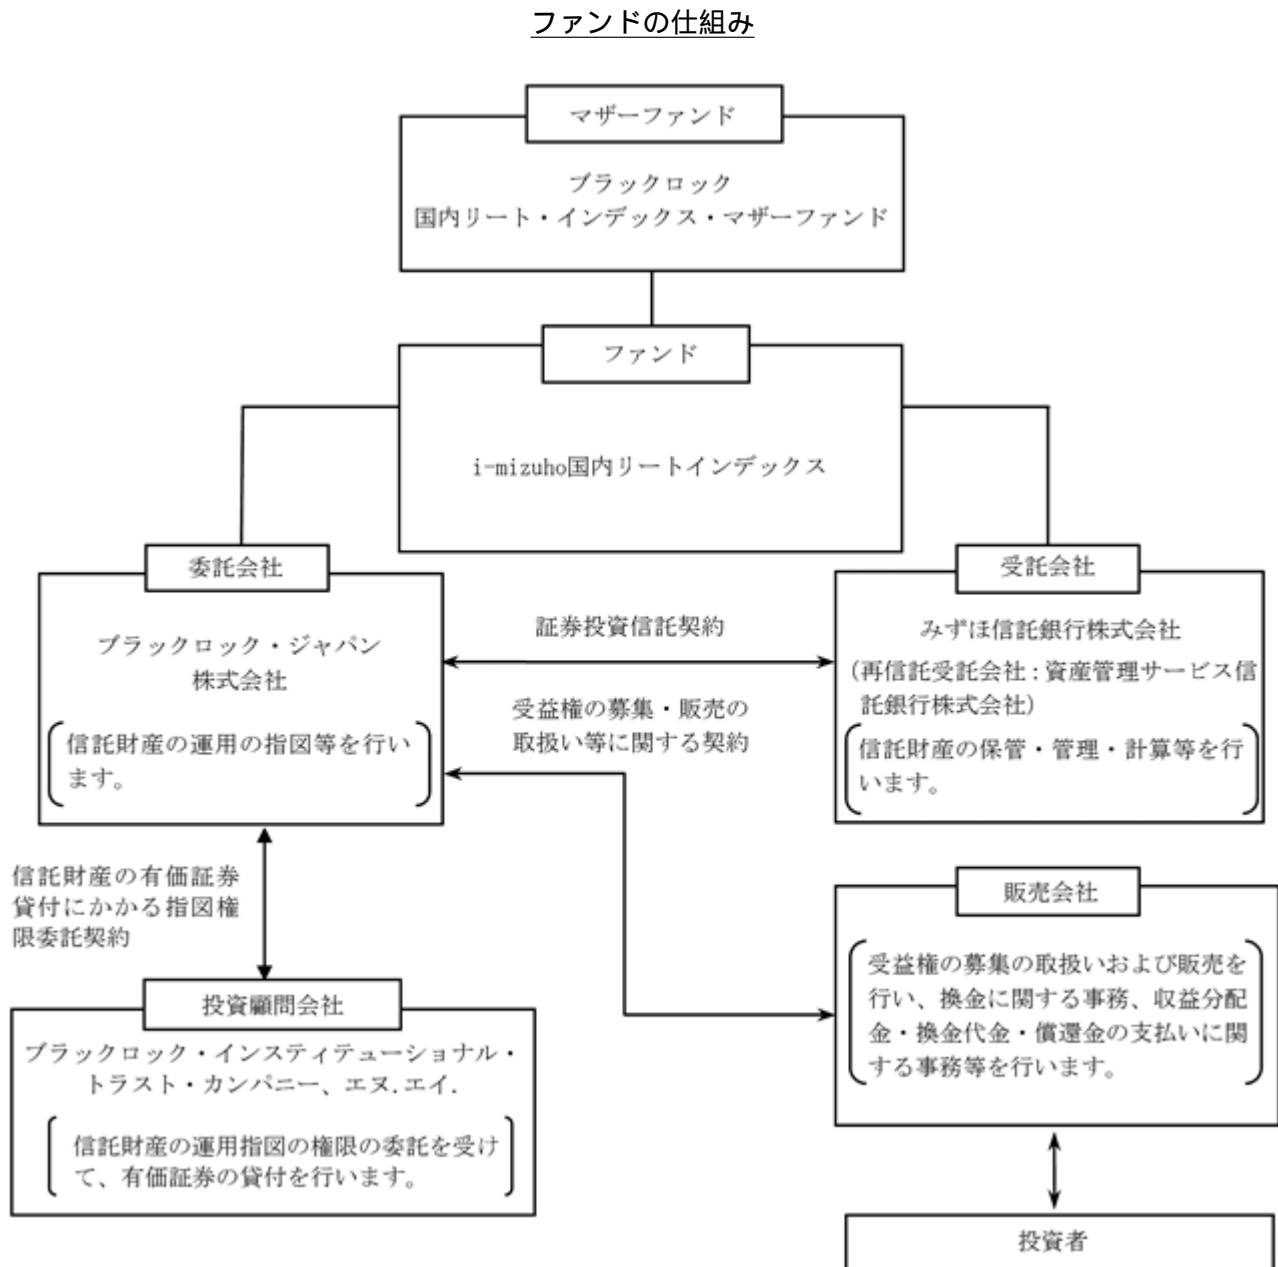 ファンドの仕組み
マザーファンド
ブラックロック
国内リート・インデックス・マザーファンド
ファンド
i-mizuho国内リートインデックス
委託会社
ブラックロック・ジャパン
株式会社
信託財産の運用の指図等を行い
ます。
証券投資信託契約
受益権の募集・販売の
取扱い等に関する契約
受託会社
みずほ信託銀行株式会社
(再信託受託会社:資産管理サービス信
託銀行株式会社)
信託財産の保管・管理・計算等を行
います。
信託財産の有価証券
貸付にかかる指図権
限委託契約
投資顧問会社
ブラックロック・インスティテューショナル・
トラスト・カンパニー、エヌ.エイ.
信託財産の運用指図の権限の委託を受け
て、有価証券の貸付を行います。
販売会社
受益権の募集の取扱いおよび販売を
行い、換金に関する事務、収益分配
金・換金代金・償還金の支払いに関
する事務等を行います。
投資者